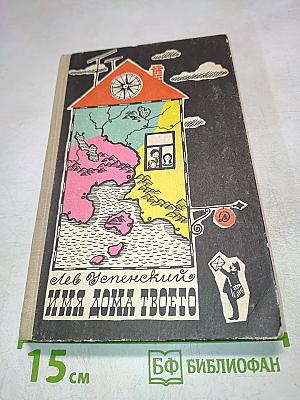 Лев Успенский
ИМЯ ДОМА ТВОЕГО
15 см
БФ БИБЛИОФАН